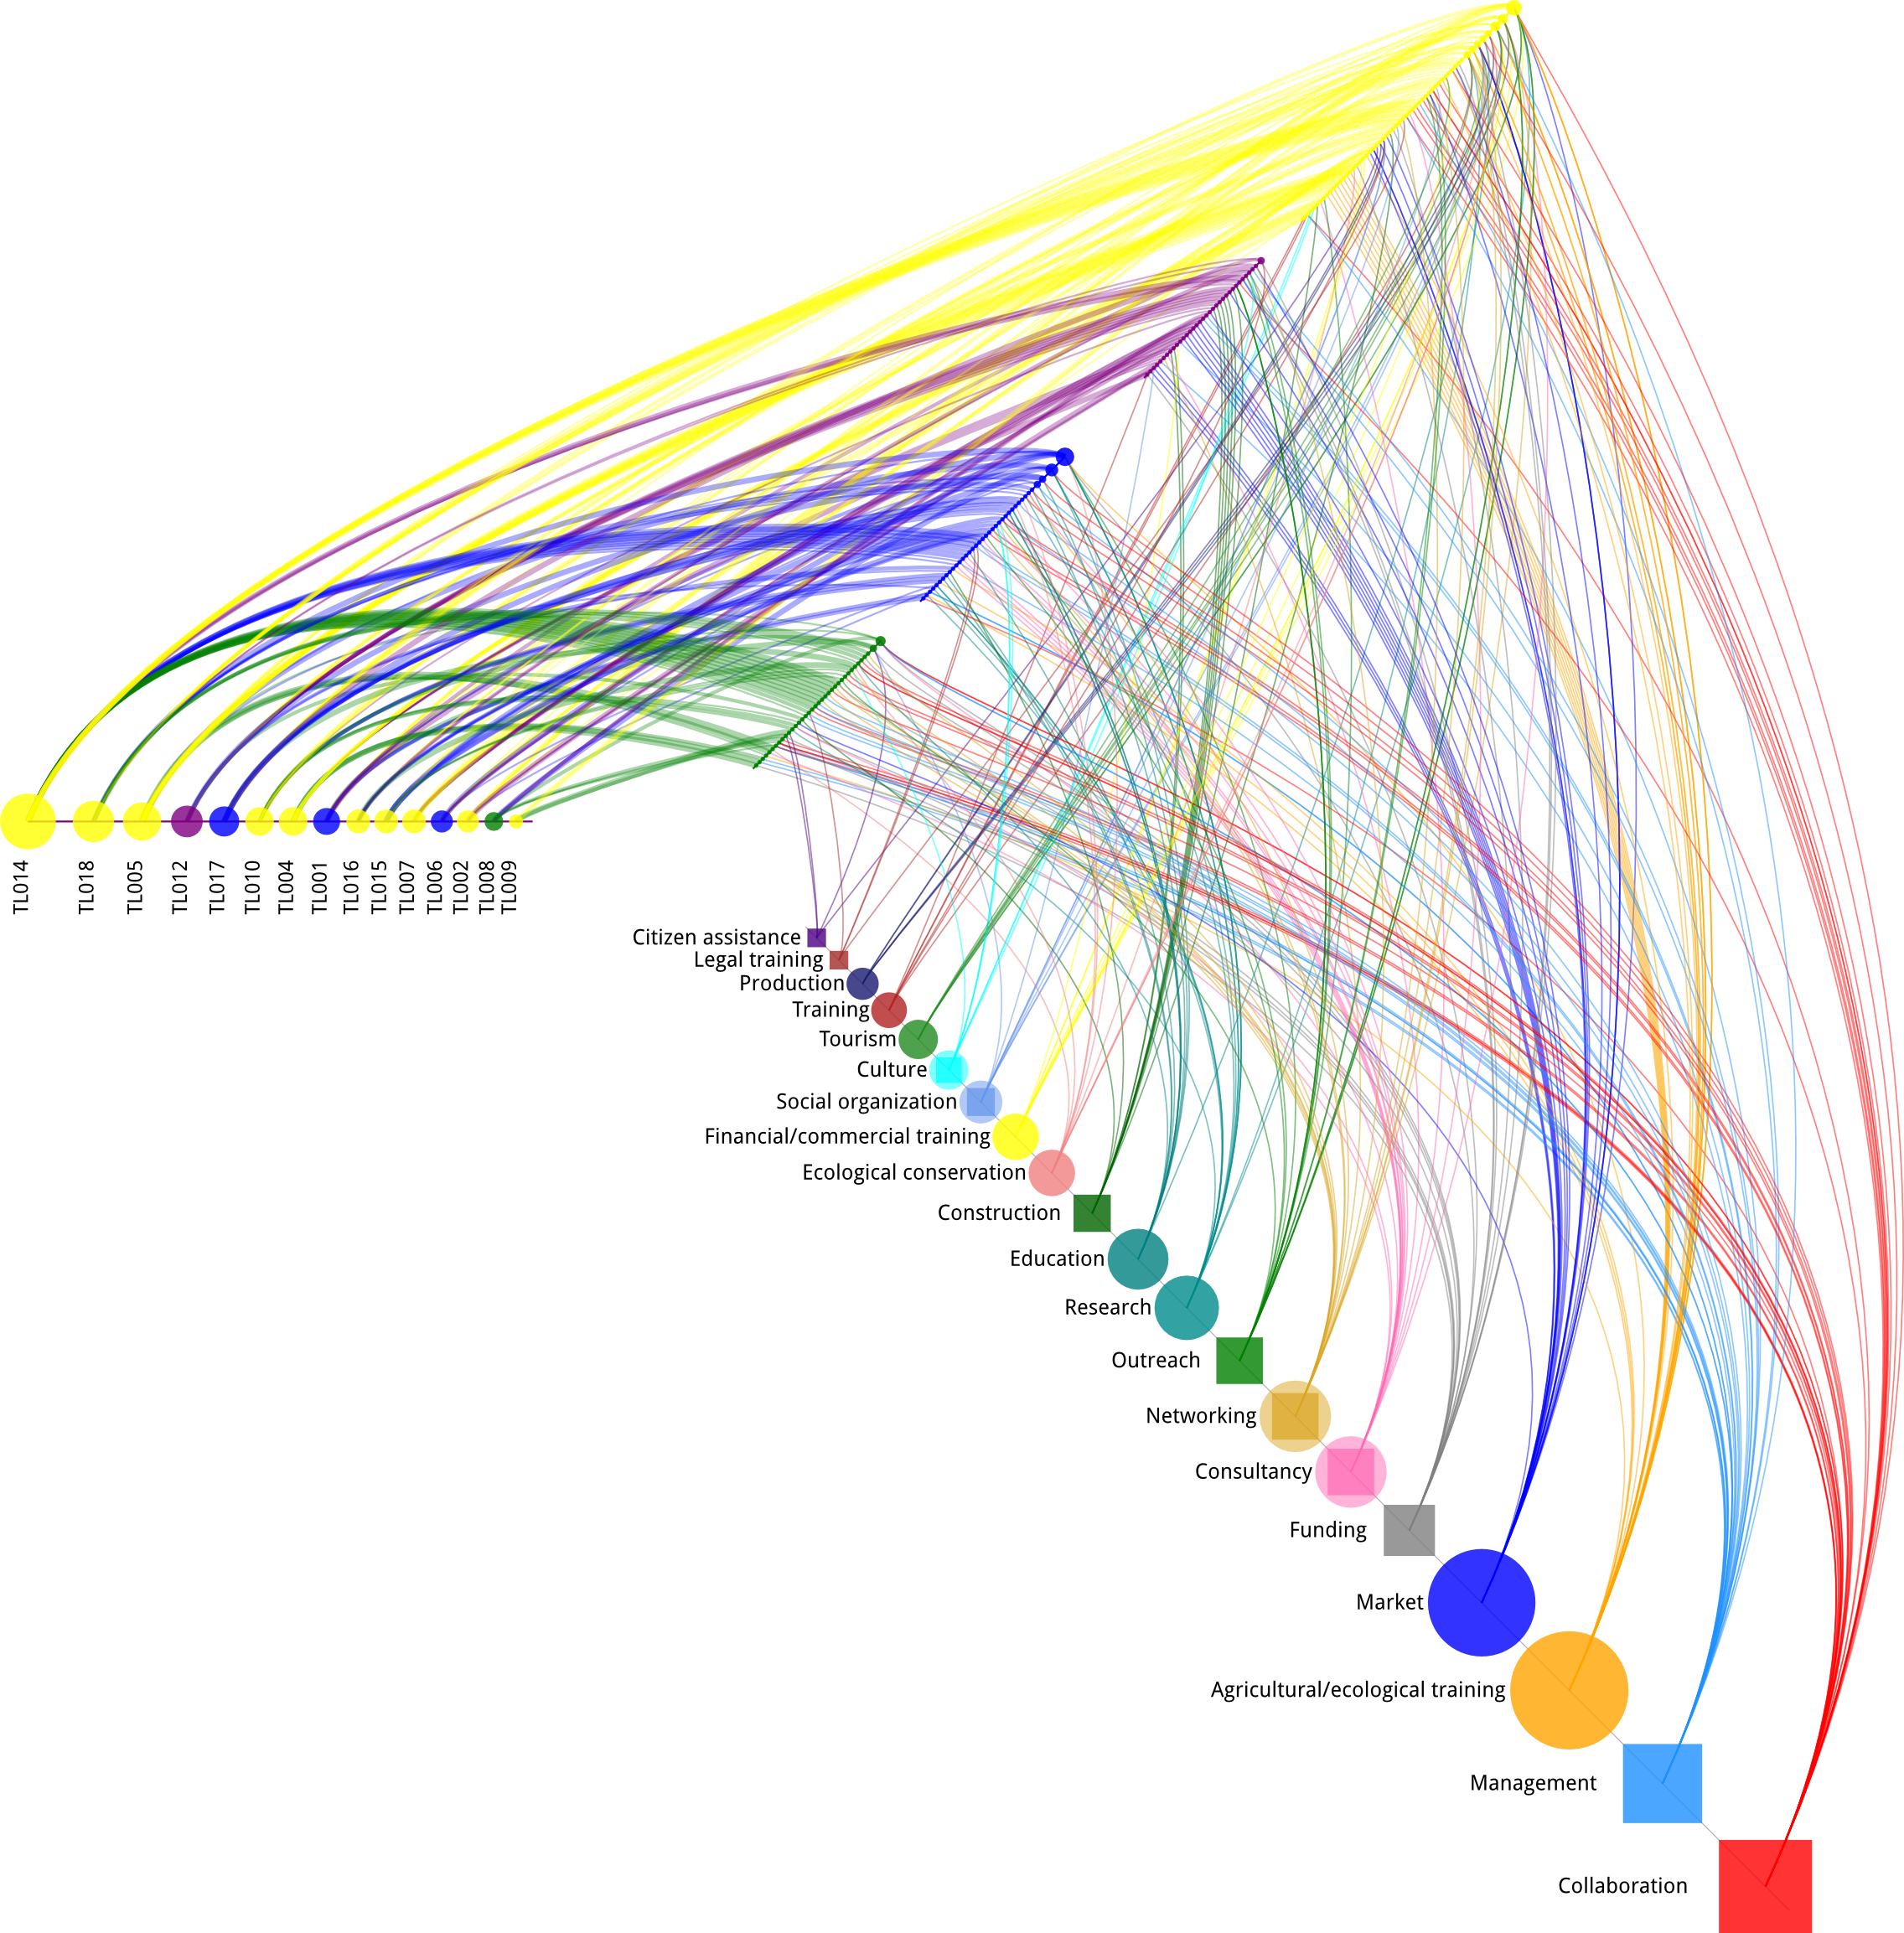 TL014
TL018
TL005
TL012
TL017
TL010
TL004
TL001
TL016
TL015
TL007
TL006
TL002
TL008
TL009
Citizen assistance
Legal training
Production
Training
Tourism
Culture
Social organization
Financial/commercial training
Ecological conservation
Construction
Education
Research
Outreach
Networking
Consultancy
Funding
Market
Agricultural/ecological training
Management
Collaboration